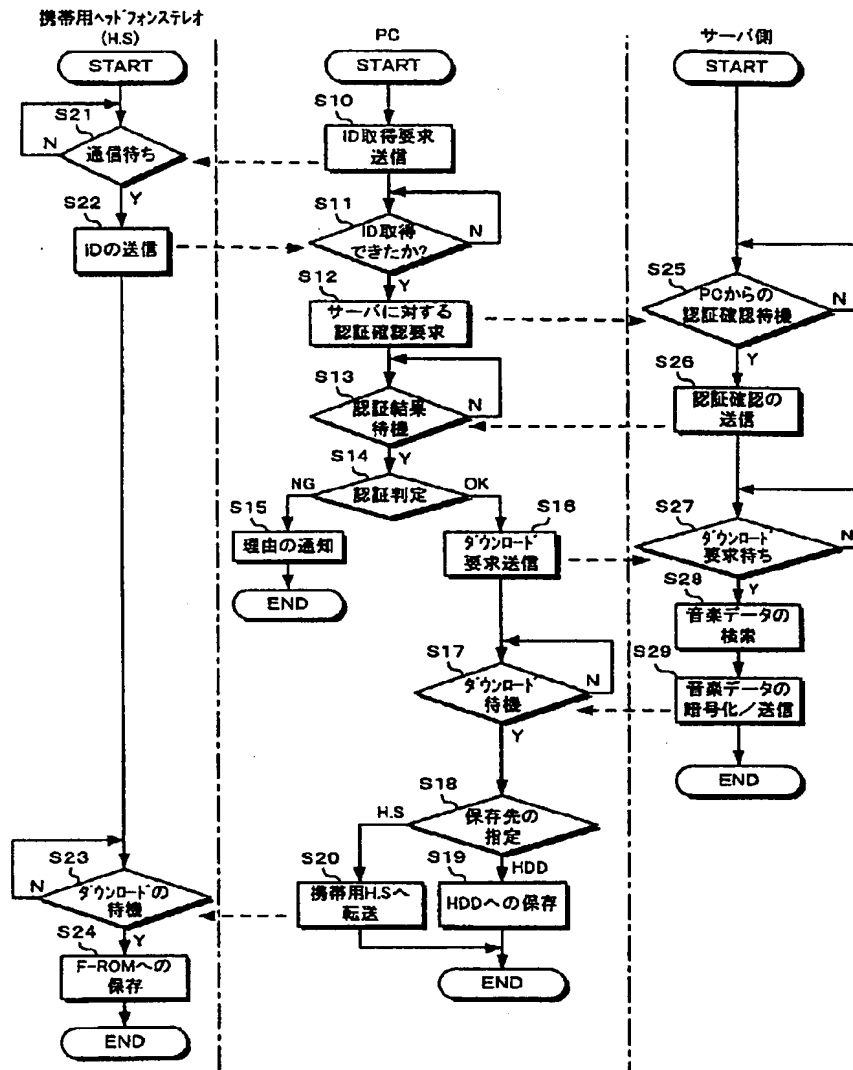 携帯用ヘッドフォンステレオ
(H.S)
START
S21
通信待ち
N
Y
S22
IDの送信
S23
ダウンロードの
待機
N
Y
S24
F-ROMへの
保存
END
PC
START
S10
ID取得要求
送信
S11
ID取得
できたか?
N
Y
S12
サーバに対する
認証確認要求
S13
認証結果
待機
N
Y
S14
認証判定
NG
OK
S15
理由の通知
END
S16
ダウンロード
要求送信
S17
ダウンロード
待機
N
Y
S18
保存先の
指定
H.S
HDD
S20
携帯用H.Sへ
転送
S19
HDDへの保存
END
サーバ側
START
S25
PCからの
認証確認待機
N
Y
S26
認証確認の
送信
S27
ダウンロード
要求待ち
N
Y
S28
音楽データの
検索
S29
音楽データの
暗号化/送信
END